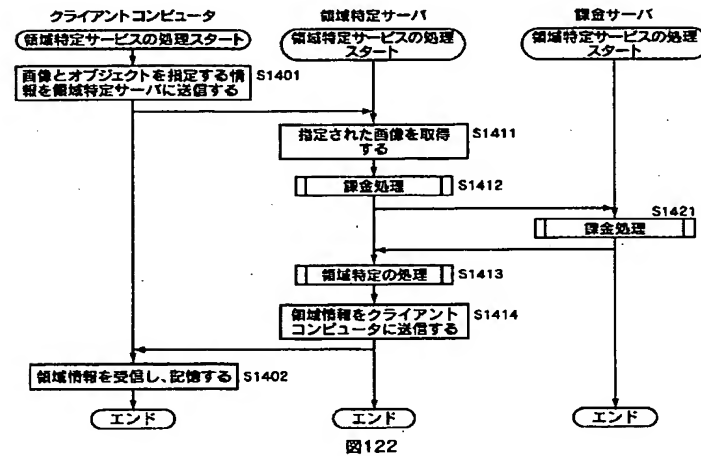 クライアントコンピュータ
領域特定サーバ
課金サーバ
領域特定サービスの処理スタート
領域特定サービスの処理
スタート
領域特定サービスの処理
スタート
画像とオブジェクトを指定する情
報を領域特定サーバに送信する
S1401
指定された画像を取得
する
S1411
課金処理
S1412
S1421
課金処理
領域特定の処理
S1413
領域情報をクライアント
コンピュータに送信する
S1414
領域情報を受信し、記憶する
S1402
エンド
エンド
エンド
図122